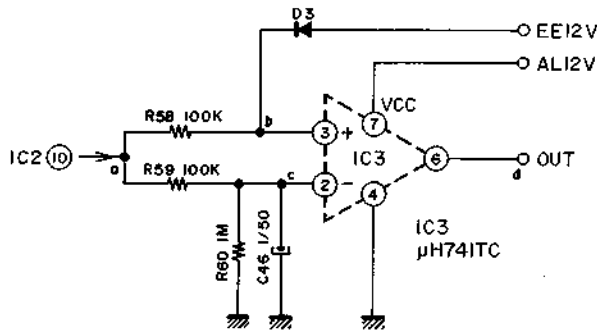 D3
EE12V
AL12V
R58 100K
b
VCC
7
3 +
IC3
IC2 10
a
R59 100K
c
2 -
4
6
OUT
d
R60 1M
C46 1/50
IC3
μH741TC